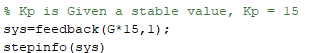 % Kp is Given a stable value, Kp = 15
sys=feedback(G*15,1);
stepinfo(sys)